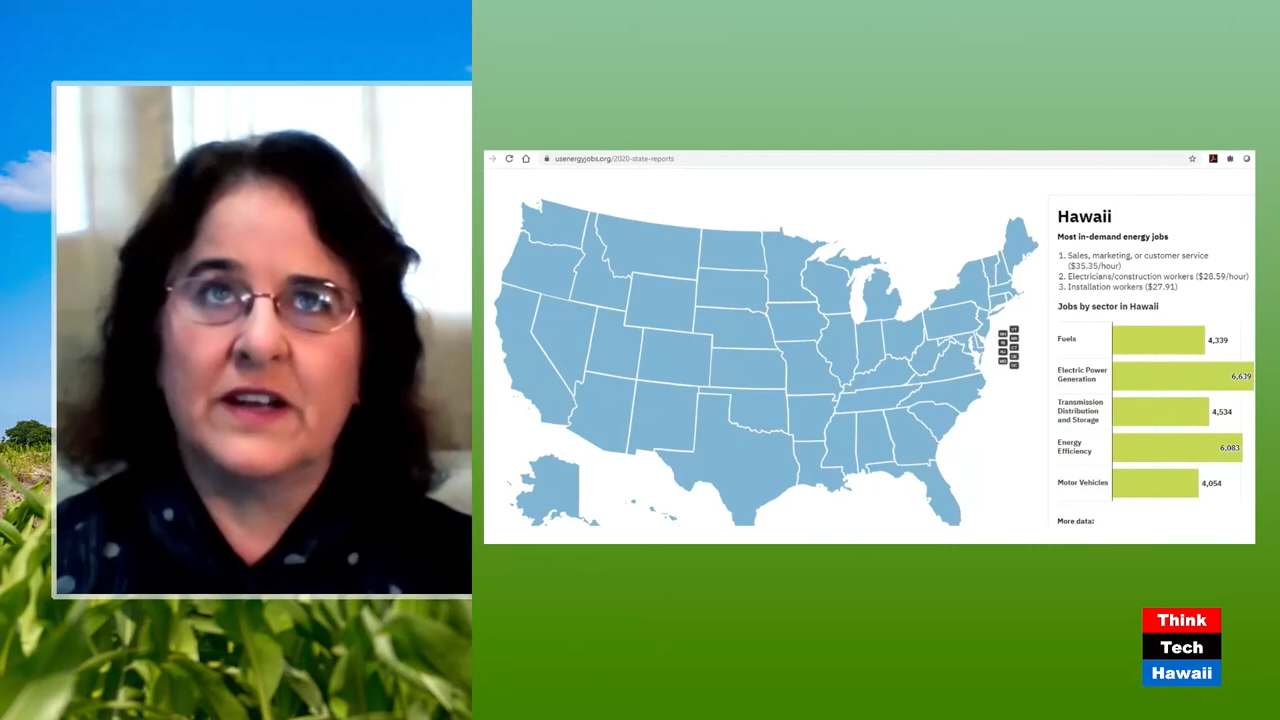 usenergyjobs.org/2020-state-reports
Hawaii
Most in-demand energy jobs
1. Sales, marketing, or customer service
($35.35/hour)
2. Electricians/construction workers ($28.59/hour)
3. Installation workers ($27.91)
Jobs by sector in Hawaii
Fuels
4,339
Electric Power
Generation
6,639
Transmission
Distribution
and Storage
4,534
Energy
Efficiency
6,083
Motor Vehicles
4,054
More data:
Think
Tech
Hawaii